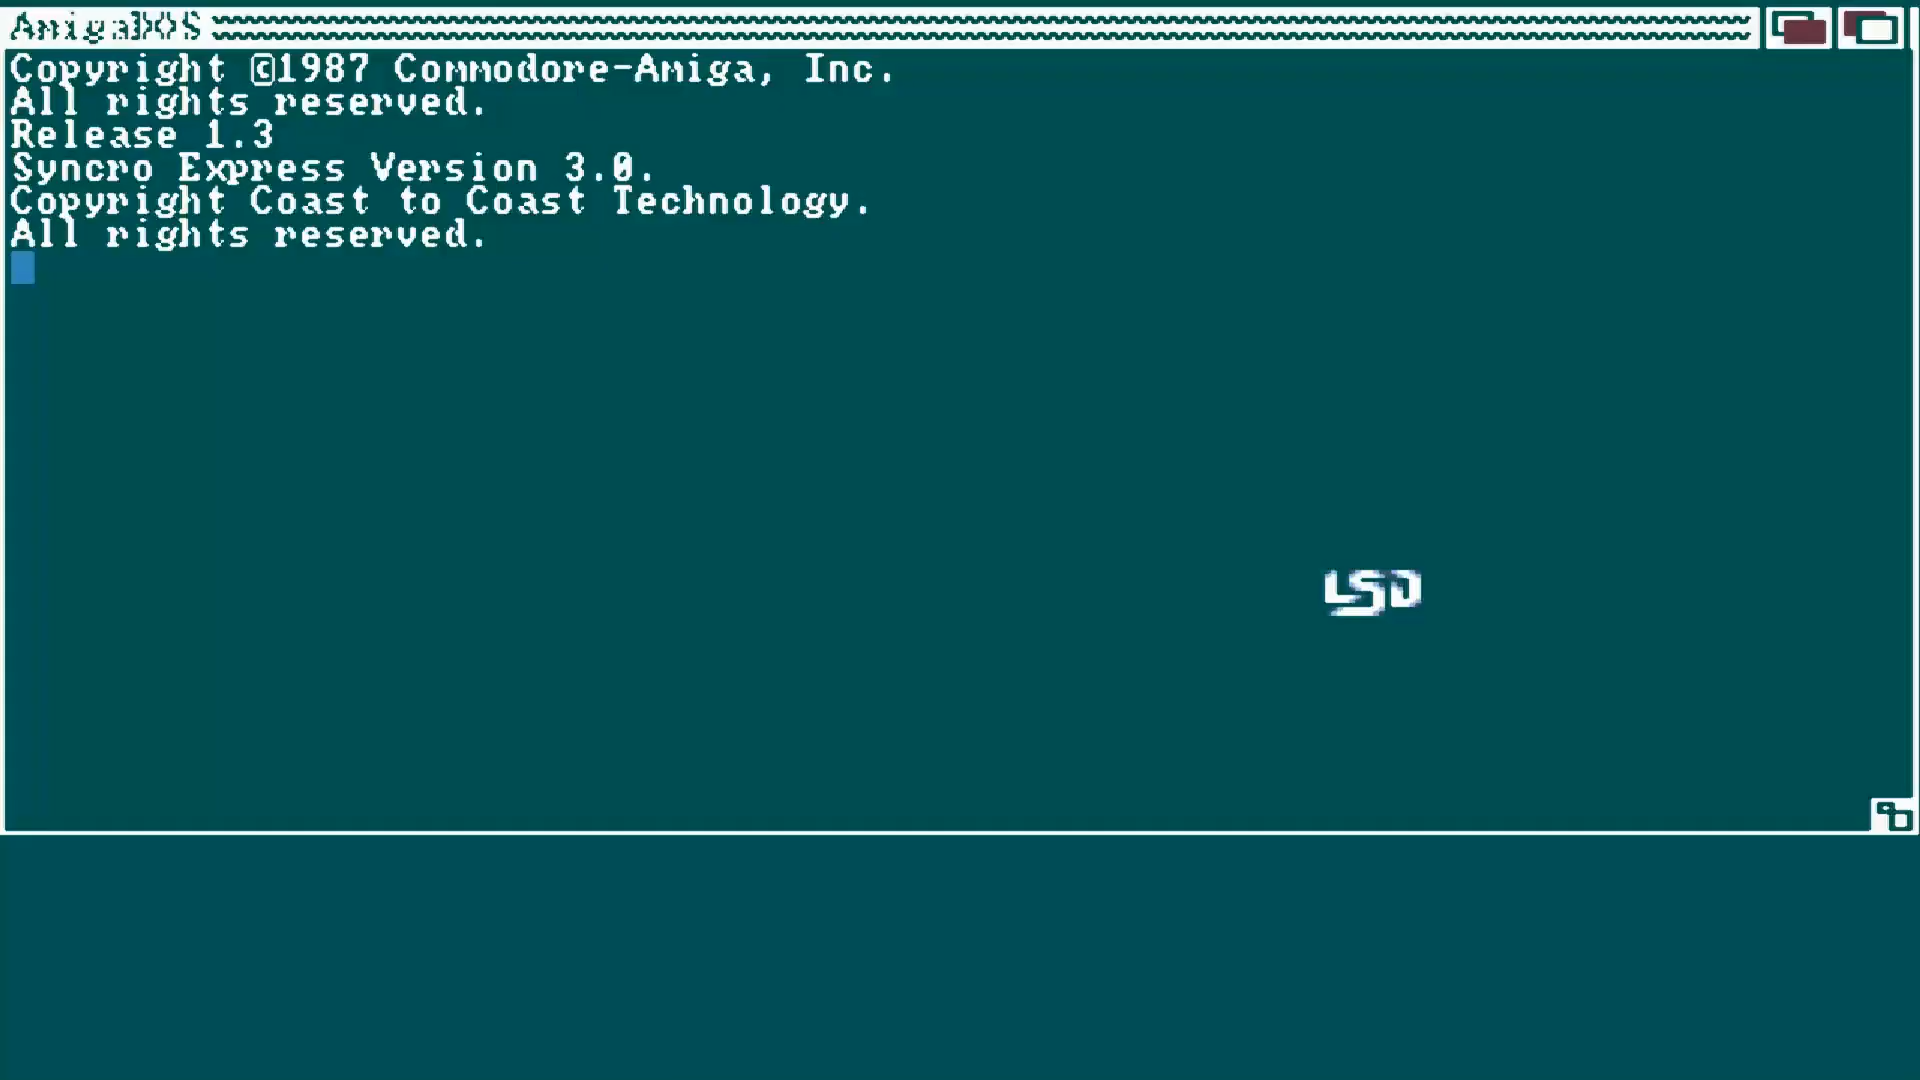 AmigaDOS
Copyright ©1987 Commodore-Amiga, Inc.
All rights reserved.
Release 1.3
Syncro Express Version 3.0.
Copyright Coast to Coast Technology.
All rights reserved.
LSD